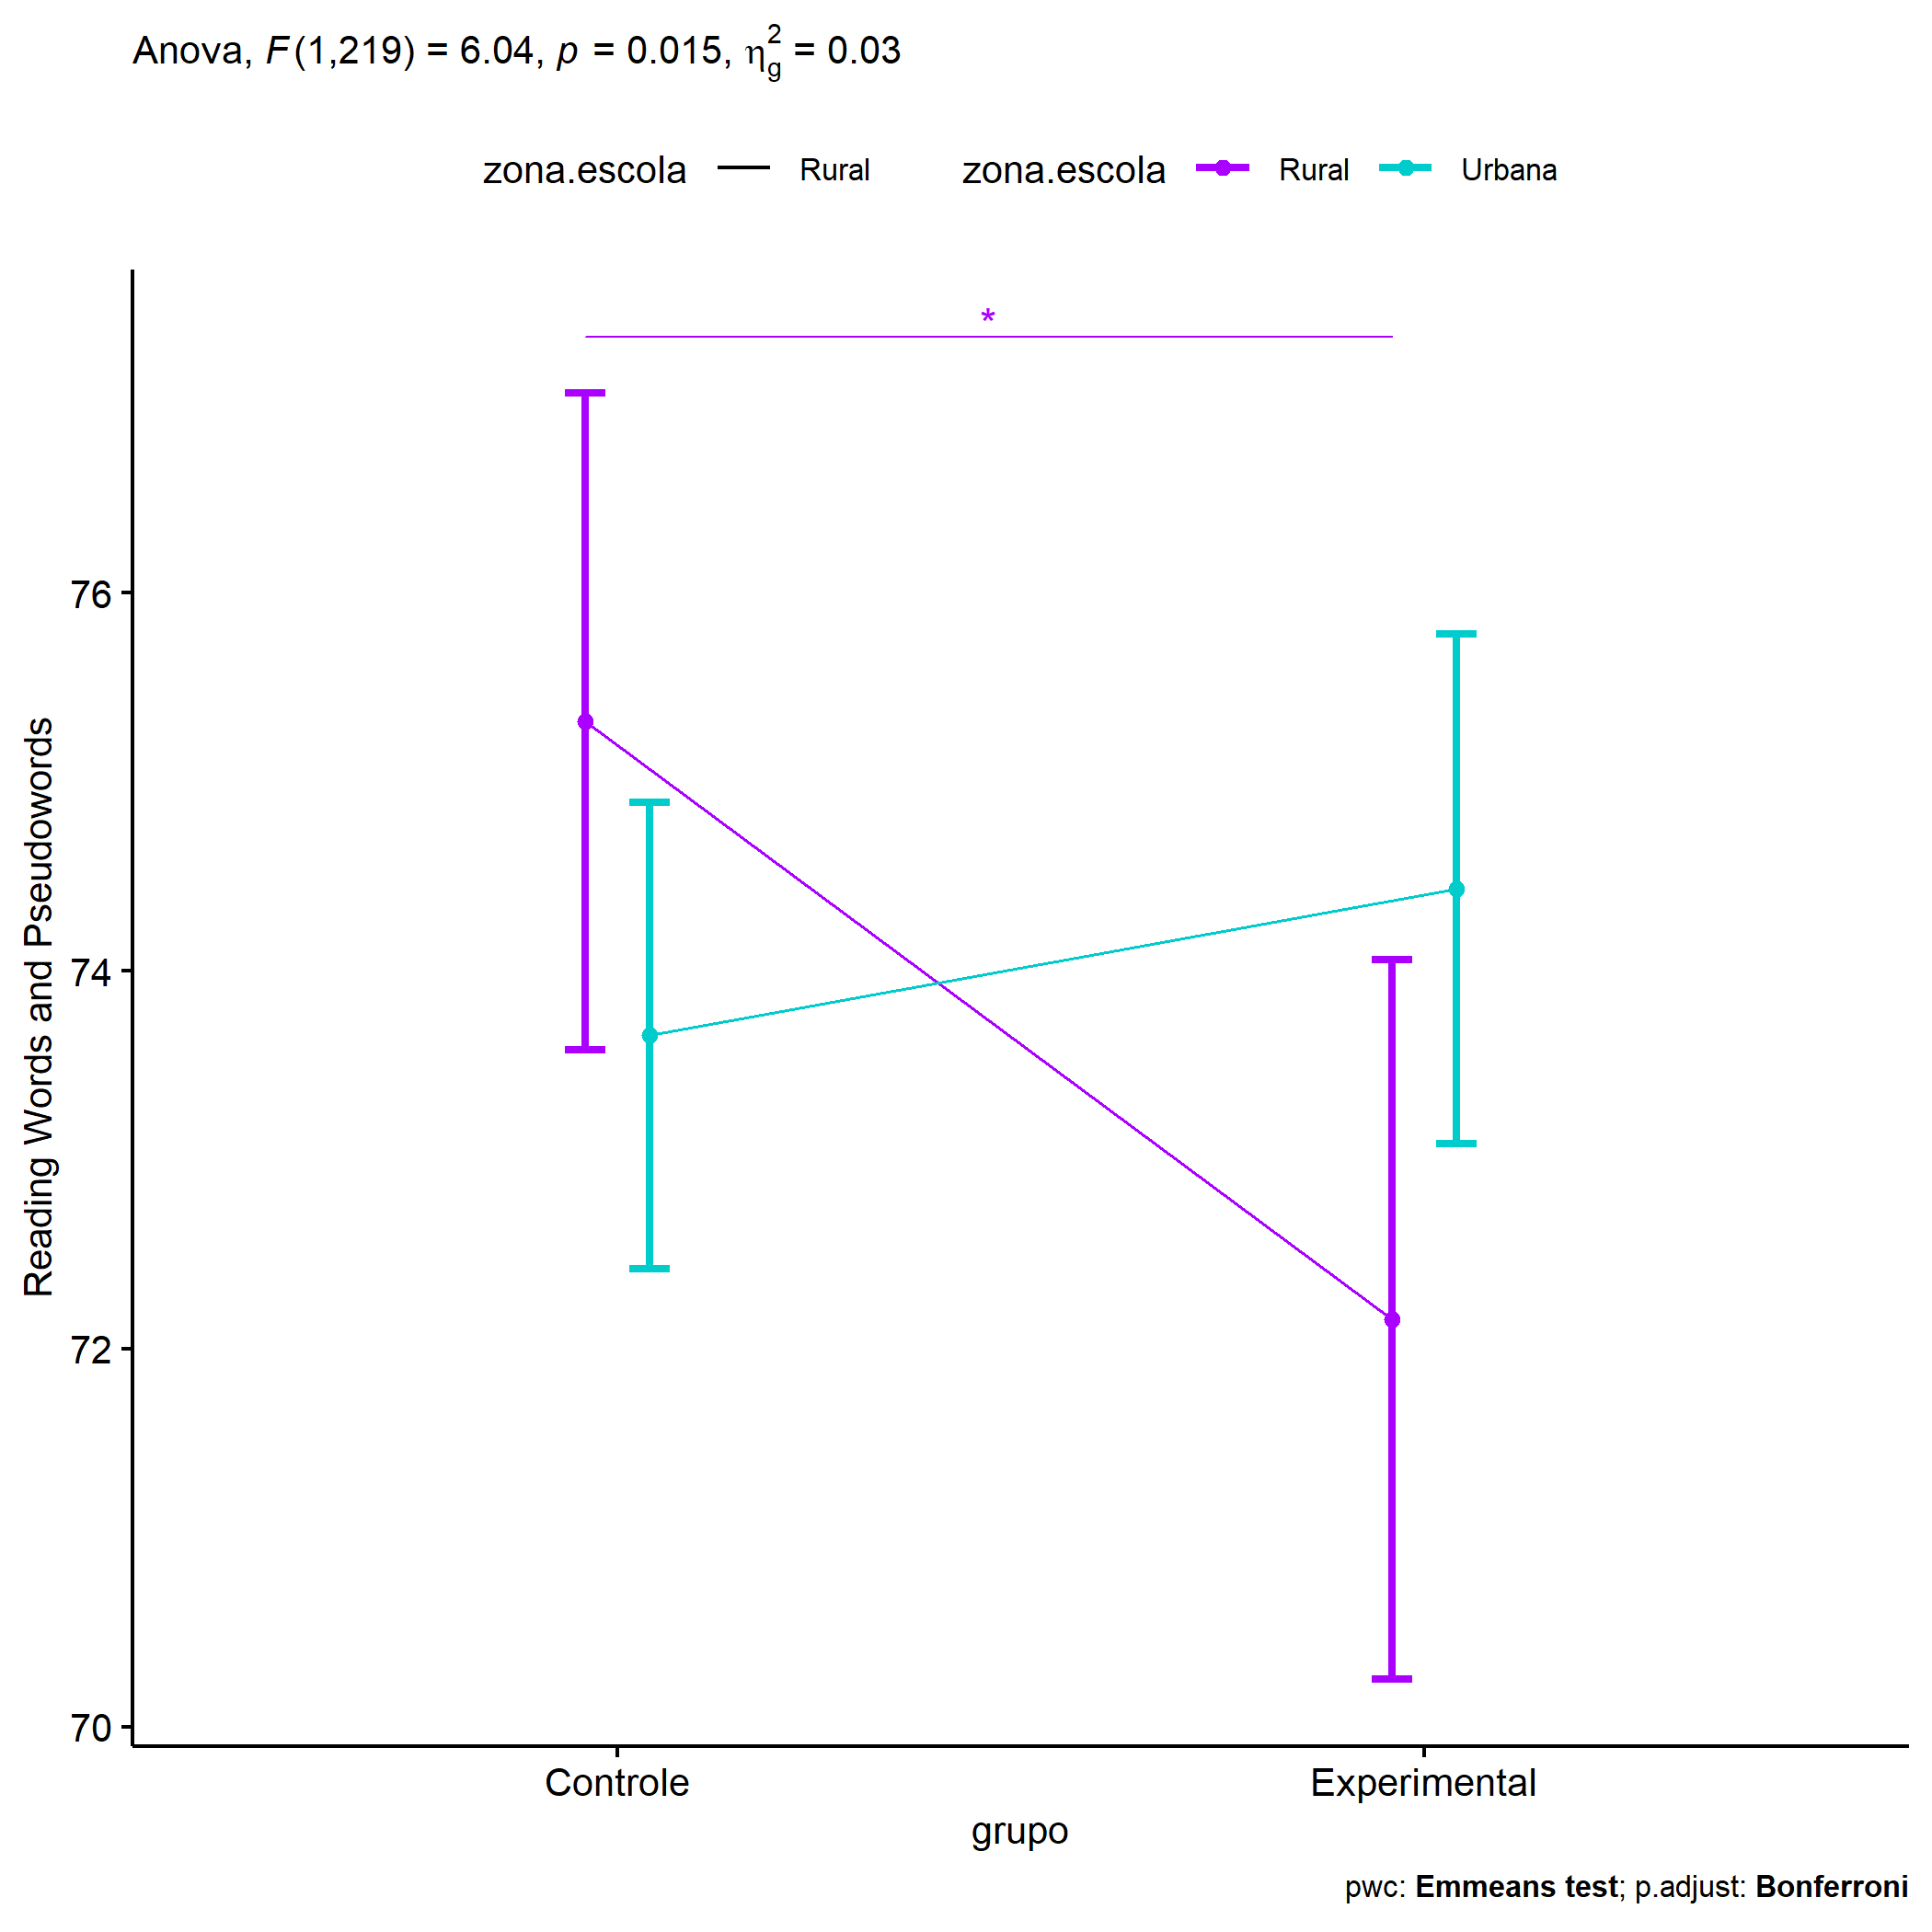 Anova, F(1,219) = 6.04, p = 0.015, η²g = 0.03
zona.escola Rural zona.escola Rural Urbana
*
76
74
72
70
Reading Words and Pseudowords
Controle Experimental
grupo
pwc: Emmeans test; p.adjust: Bonferroni